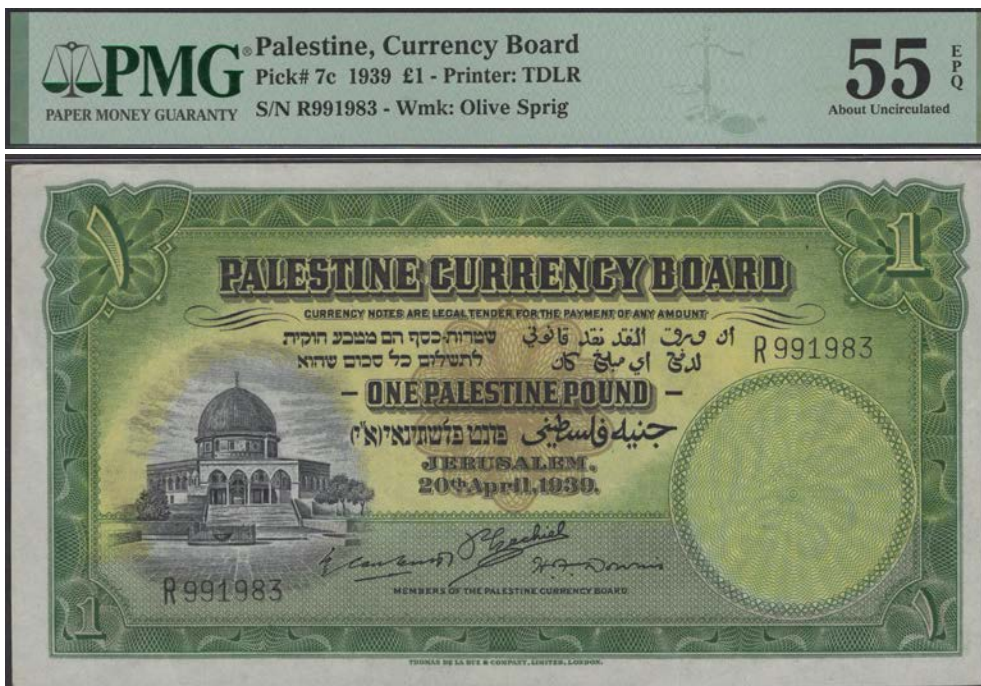 PMG® Palestine, Currency Board
Pick# 7c 1939 £1 - Printer: TDLR
PAPER MONEY GUARANTY S/N R991983 - Wmk: Olive Sprig
55 EPQ
About Uncirculated
١ 1
PALESTINE CURRENCY BOARD
CURRENCY NOTES ARE LEGAL TENDER FOR THE PAYMENT OF ANY AMOUNT
שטרות-כסף הם מטבע חוקית ان ورق النقد نقد قانوني
לתשלום כל סכום שהוא لدفع اي مبلغ كان
R 991983
– ONE PALESTINE POUND –
פונט פלשתינאי (א״י) جنيه فلسطيني
JERUSALEM.
20th April, 1939.
R 991983
MEMBERS OF THE PALESTINE CURRENCY BOARD
1 ١
THOMAS DE LA RUE & COMPANY, LIMITED, LONDON.